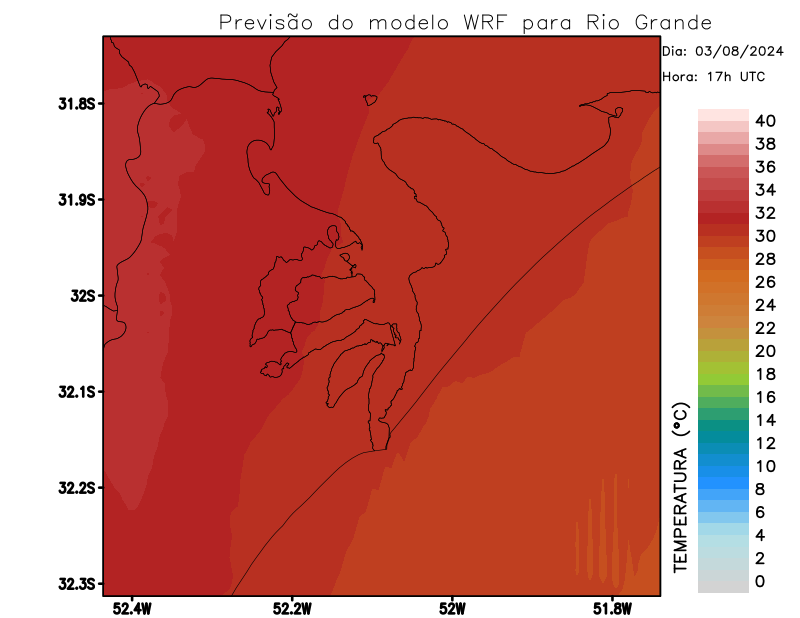 Previsão do modelo WRF para Rio Grande
Dia: 03/08/2024
Hora: 17h UTC
31.8S
31.9S
32S
32.1S
32.2S
32.3S
52.4W
52.2W
52W
51.8W
40
38
36
34
32
30
28
26
24
22
20
18
16
14
12
10
8
6
4
2
0
TEMPERATURA (°C)